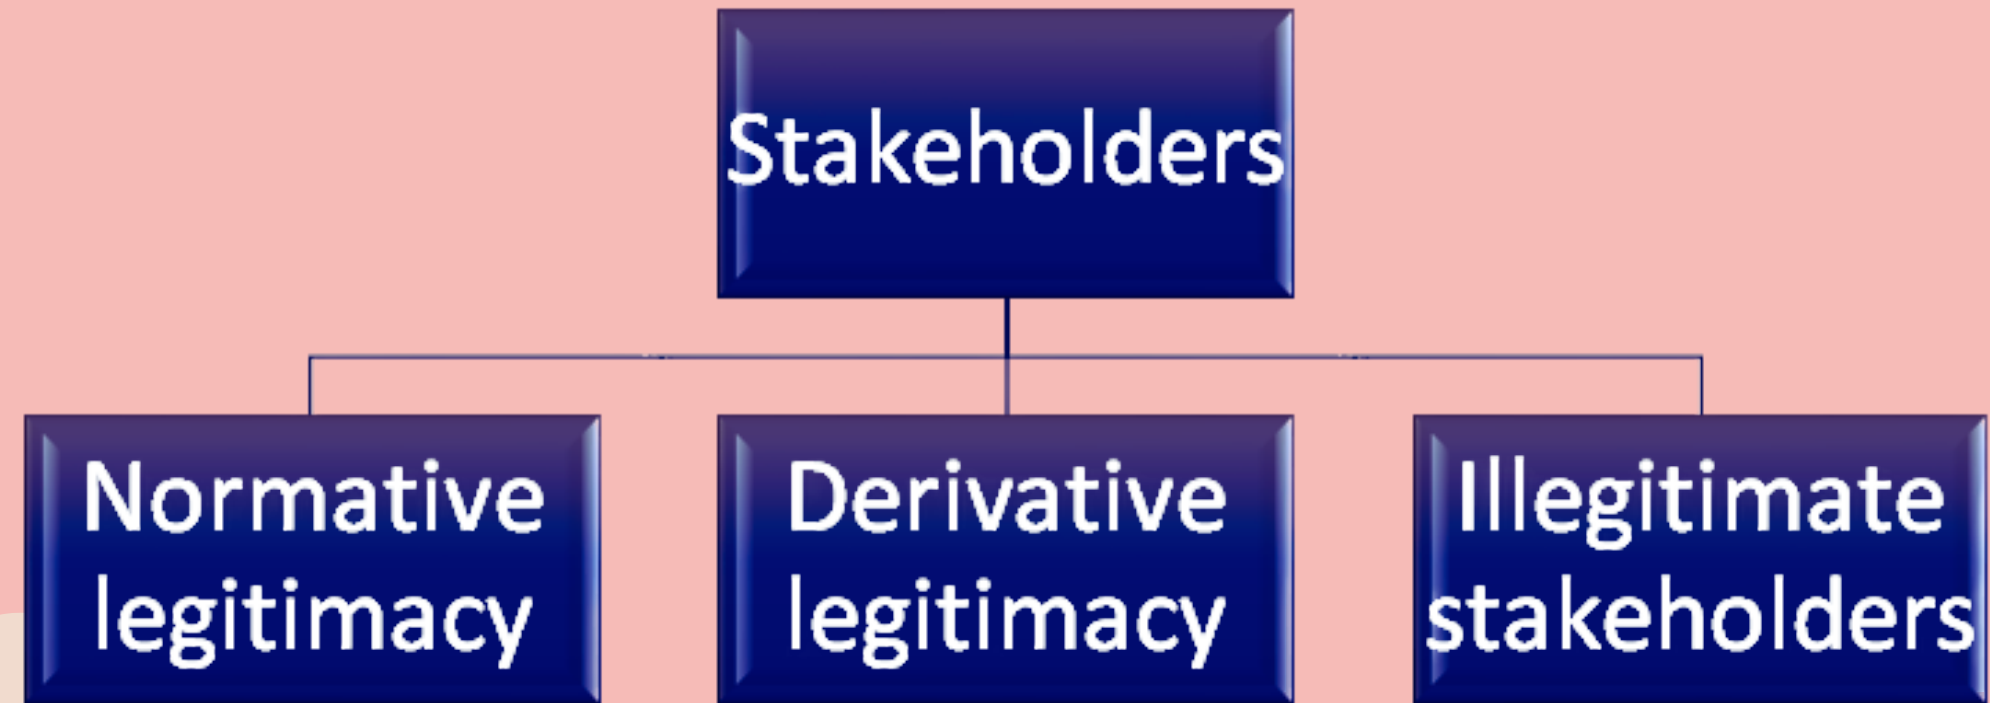 Stakeholders
Normative
legitimacy
Derivative
legitimacy
Illegitimate
stakeholders